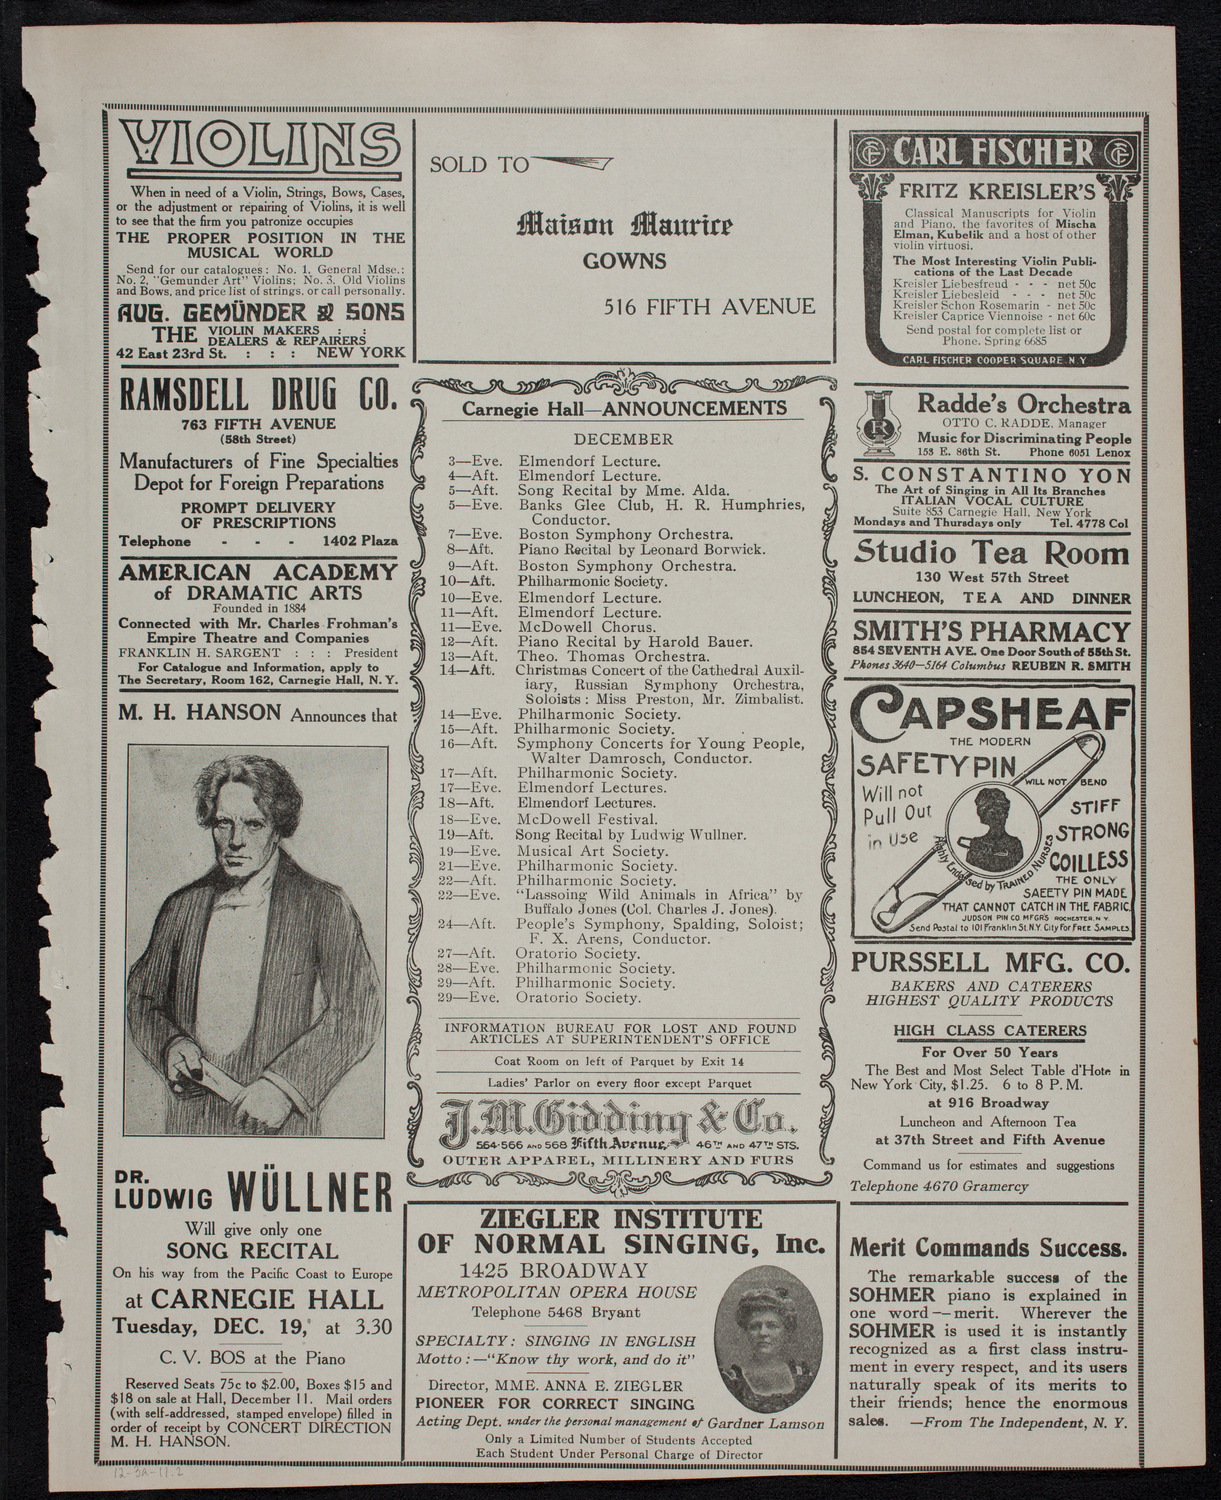 VIOLINS
When in need of a Violin, Strings, Bows, Cases,
or the adjustment or repairing of Violins, it is well
to see that the firm you patronize occupies
THE PROPER POSITION IN THE
MUSICAL WORLD
Send for our catalogues: No. 1, General Mdse.;
No. 2, "Gemunder Art" Violins; No. 3, Old Violins
and Bows, and price list of strings, or call personally.
AUG. GEMÜNDER & SONS
THE VIOLIN MAKERS : :
DEALERS & REPAIRERS
42 East 23rd St. : : : NEW YORK
RAMSDELL DRUG CO.
763 FIFTH AVENUE
(58th Street)
Manufacturers of Fine Specialties
Depot for Foreign Preparations
PROMPT DELIVERY
OF PRESCRIPTIONS
Telephone - - - 1402 Plaza
AMERICAN ACADEMY
of DRAMATIC ARTS
Founded in 1884
Connected with Mr. Charles Frohman's
Empire Theatre and Companies
FRANKLIN H. SARGENT : : : President
For Catalogue and Information, apply to
The Secretary, Room 162, Carnegie Hall, N. Y.
M. H. HANSON Announces that
DR.
LUDWIG WÜLLNER
Will give only one
SONG RECITAL
On his way from the Pacific Coast to Europe
at CARNEGIE HALL
Tuesday, DEC. 19, at 3.30
C. V. BOS at the Piano
Reserved Seats 75c to $2.00, Boxes $15 and
$18 on sale at Hall, December 11. Mail orders
(with self-addressed, stamped envelope) filled in
order of receipt by CONCERT DIRECTION
M. H. HANSON.
12-3A-11.2
SOLD TO
Maison Maurice
GOWNS
516 FIFTH AVENUE
Carnegie Hall—ANNOUNCEMENTS
DECEMBER
3—Eve. Elmendorf Lecture.
4—Aft. Elmendorf Lecture.
5—Aft. Song Recital by Mme. Alda.
5—Eve. Banks Glee Club, H. R. Humphries,
Conductor.
7—Eve. Boston Symphony Orchestra.
8—Aft. Piano Recital by Leonard Borwick.
9—Aft. Boston Symphony Orchestra.
10—Aft. Philharmonic Society.
10—Eve. Elmendorf Lecture.
11—Aft. Elmendorf Lecture.
11—Eve. McDowell Chorus.
12—Aft. Piano Recital by Harold Bauer.
13—Aft. Theo. Thomas Orchestra.
14—Aft. Christmas Concert of the Cathedral Auxil-
iary, Russian Symphony Orchestra,
Soloists: Miss Preston, Mr. Zimbalist.
14—Eve. Philharmonic Society.
15—Aft. Philharmonic Society.
16—Aft. Symphony Concerts for Young People,
Walter Damrosch, Conductor.
17—Aft. Philharmonic Society.
17—Eve. Elmendorf Lectures.
18—Aft. Elmendorf Lectures.
18—Eve. McDowell Festival.
19—Aft. Song Recital by Ludwig Wullner.
19—Eve. Musical Art Society.
21—Eve. Philharmonic Society.
22—Aft. Philharmonic Society.
22—Eve. "Lassoing Wild Animals in Africa" by
Buffalo Jones (Col. Charles J. Jones).
24—Aft. People's Symphony, Spalding, Soloist;
F. X. Arens, Conductor.
27—Aft. Oratorio Society.
28—Eve. Philharmonic Society.
29—Aft. Philharmonic Society.
29—Eve. Oratorio Society.
INFORMATION BUREAU FOR LOST AND FOUND
ARTICLES AT SUPERINTENDENT'S OFFICE
Coat Room on left of Parquet by Exit 14
Ladies' Parlor on every floor except Parquet
J. M. Gidding & Co.
564-566 AND 568 Fifth Avenue, 46TH AND 47TH STS.
OUTER APPAREL, MILLINERY AND FURS
ZIEGLER INSTITUTE
OF NORMAL SINGING, Inc.
1425 BROADWAY
METROPOLITAN OPERA HOUSE
Telephone 5468 Bryant
SPECIALTY: SINGING IN ENGLISH
Motto:—"Know thy work, and do it"
Director, MME. ANNA E. ZIEGLER
PIONEER FOR CORRECT SINGING
Acting Dept. under the personal management of Gardner Lamson
Only a Limited Number of Students Accepted
Each Student Under Personal Charge of Director
CF CARL FISCHER CF
FRITZ KREISLER'S
Classical Manuscripts for Violin
and Piano, the favorites of Mischa
Elman, Kubelik and a host of other
violin virtuosi.
The Most Interesting Violin Publi-
cations of the Last Decade
Kreisler Liebesfreud - - - net 50c
Kreisler Liebesleid - - - net 50c
Kreisler Schon Rosemarin - net 50c
Kreisler Caprice Viennoise - net 60c
Send postal for complete list or
Phone, Spring 6685
CARL FISCHER COOPER SQUARE N.Y
R
Radde's Orchestra
OTTO C. RADDE, Manager
Music for Discriminating People
153 E. 86th St. Phone 6051 Lenox
S. CONSTANTINO YON
The Art of Singing in All Its Branches
ITALIAN VOCAL CULTURE
Suite 853 Carnegie Hall, New York
Mondays and Thursdays only Tel. 4778 Col
Studio Tea Room
130 West 57th Street
LUNCHEON, TEA AND DINNER
SMITH'S PHARMACY
854 SEVENTH AVE. One Door South of 55th St.
Phones 3640—5164 Columbus REUBEN R. SMITH
CAPSHEAF
THE MODERN
SAFETY PIN
WILL NOT BEND
Will not
Pull Out
in Use
STIFF
STRONG
COILLESS
Highly Endorsed by TRAINED NURSES
THE ONLY
SAFETY PIN MADE
THAT CANNOT CATCH IN THE FABRIC.
JUDSON PIN CO. MFGR'S ROCHESTER, N.Y.
Send Postal to 101 Franklin St. N.Y. City For FREE SAMPLES.
PURSSELL MFG. CO.
BAKERS AND CATERERS
HIGHEST QUALITY PRODUCTS
HIGH CLASS CATERERS
For Over 50 Years
The Best and Most Select Table d'Hote in
New York City, $1.25. 6 to 8 P. M.
at 916 Broadway
Luncheon and Afternoon Tea
at 37th Street and Fifth Avenue
Command us for estimates and suggestions
Telephone 4670 Gramercy
Merit Commands Success.
The remarkable success of the
SOHMER piano is explained in
one word—merit. Wherever the
SOHMER is used it is instantly
recognized as a first class instru-
ment in every respect, and its users
naturally speak of its merits to
their friends; hence the enormous
sales. —From The Independent, N. Y.